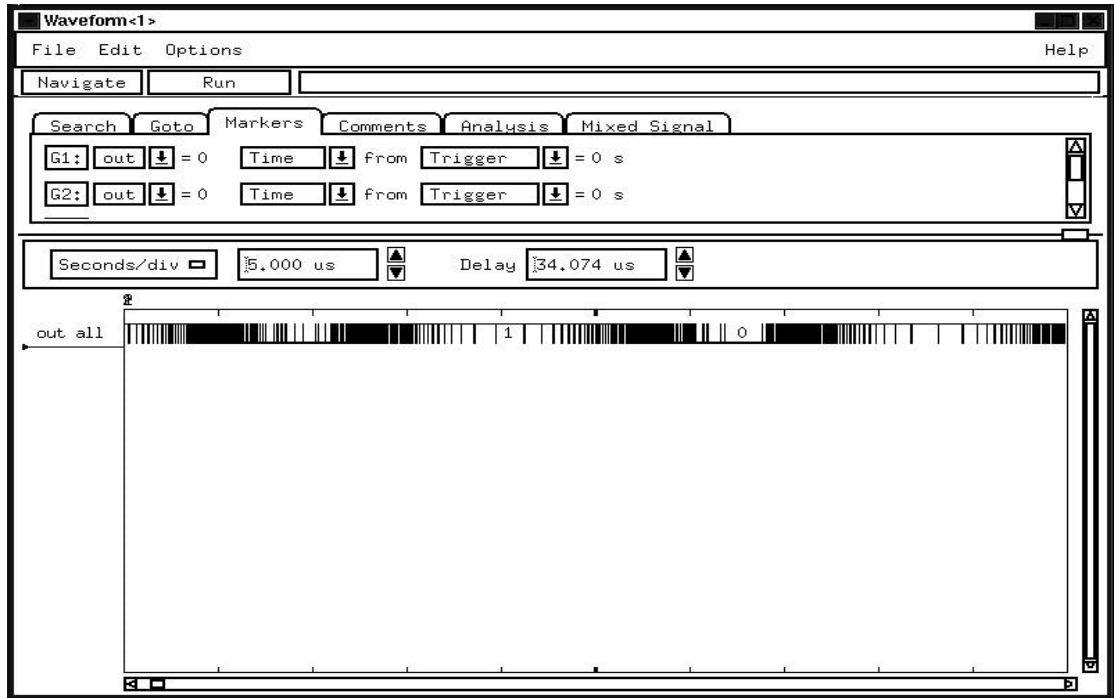 Waveform<1>
File Edit Options Help
Navigate Run
Search Goto Markers Comments Analysis Mixed Signal
G1: out = 0 Time from Trigger = 0 s
G2: out = 0 Time from Trigger = 0 s
Seconds/div 5.000 us Delay 34.074 us
out all 1 0